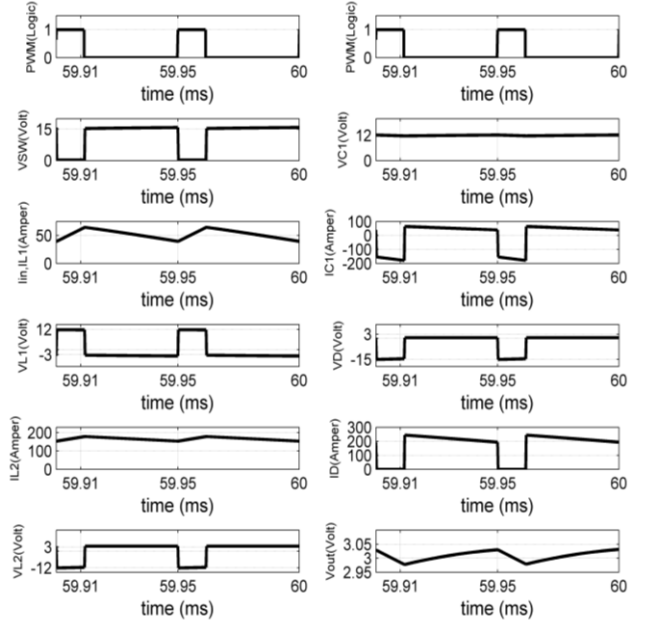 PWM(Logic)
1
0
59.91 59.95 60
time (ms)
PWM(Logic)
1
0
59.91 59.95 60
time (ms)
VSW(Volt)
15
0
59.91 59.95 60
time (ms)
VC1(Volt)
12
0
59.91 59.95 60
time (ms)
Iin,IL1(Amper)
50
0
59.91 59.95 60
time (ms)
IC1(Amper)
100
0
-100
-200
59.91 59.95 60
time (ms)
VL1(Volt)
12
-3
59.91 59.95 60
time (ms)
VD(Volt)
3
-15
59.91 59.95 60
time (ms)
IL2(Amper)
200
100
0
59.91 59.95 60
time (ms)
ID(Amper)
300
200
100
0
59.91 59.95 60
time (ms)
VL2(Volt)
3
-12
59.91 59.95 60
time (ms)
Vout(Volt)
3.05
3
2.95
59.91 59.95 60
time (ms)